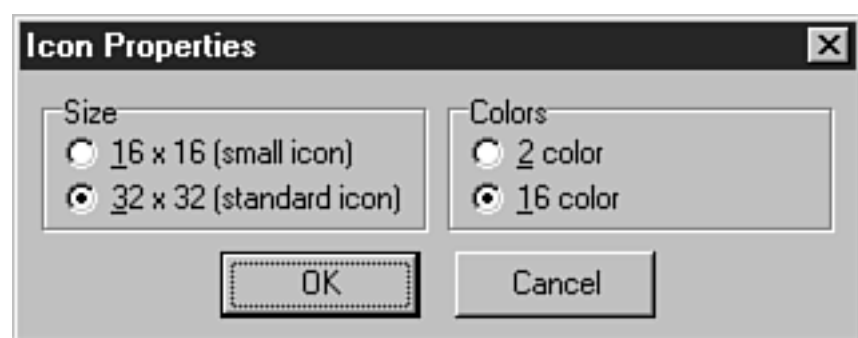 Icon Properties
Size
16 x 16 (small icon)
32 x 32 (standard icon)
Colors
2 color
16 color
OK
Cancel